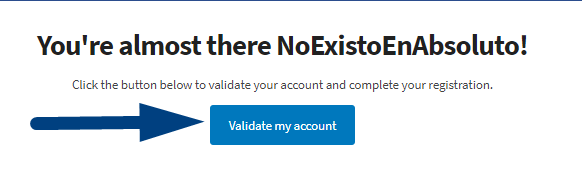 You're almost there NoExistoEnAbsoluto!
Click the button below to validate your account and complete your registration.
Validate my account